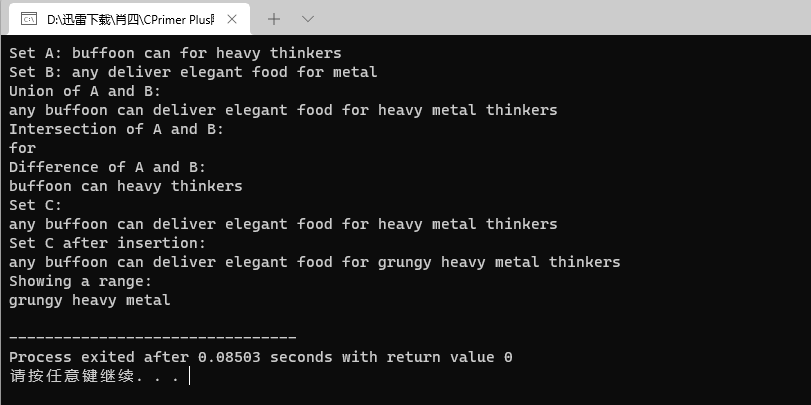 D:\迅雷下载\肖四\CPrimer Plus
Set A: buffoon can for heavy thinkers
Set B: any deliver elegant food for metal
Union of A and B:
any buffoon can deliver elegant food for heavy metal thinkers
Intersection of A and B:
for
Difference of A and B:
buffoon can heavy thinkers
Set C:
any buffoon can deliver elegant food for heavy metal thinkers
Set C after insertion:
any buffoon can deliver elegant food for grungy heavy metal thinkers
Showing a range:
grungy heavy metal
--------------------------------
Process exited after 0.08503 seconds with return value 0
请按任意键继续. . .